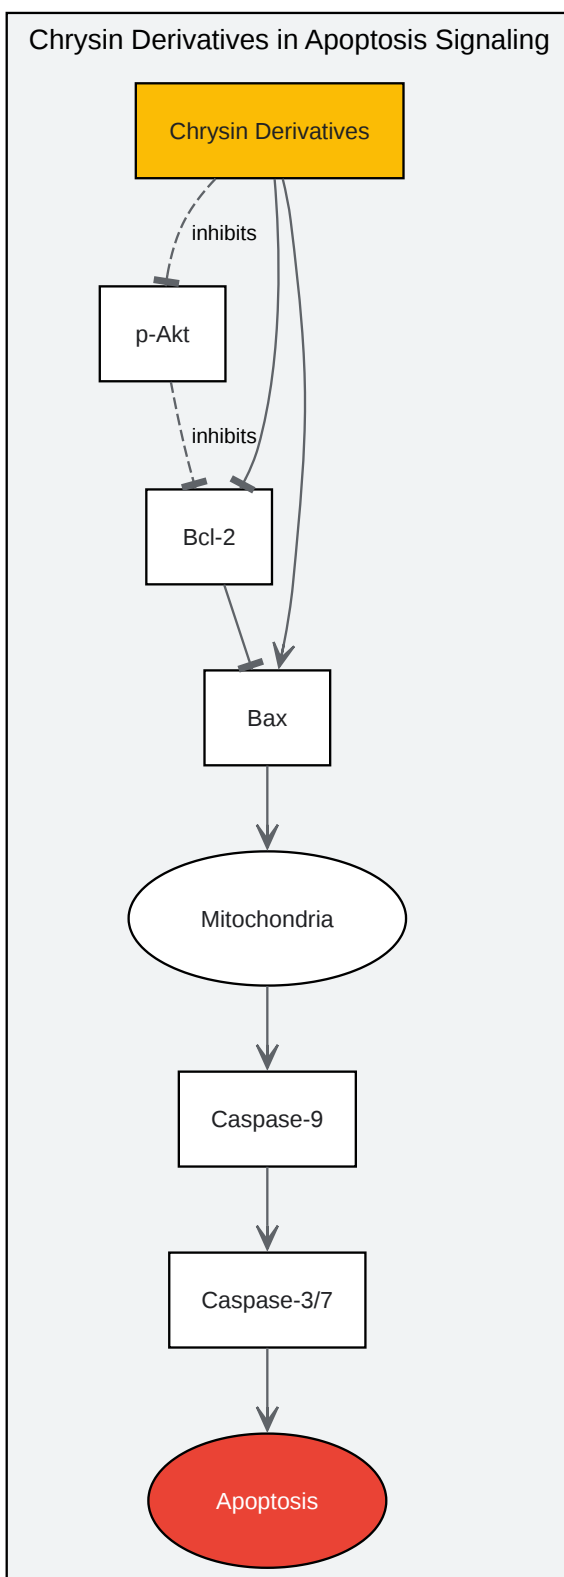 Chrysin Derivatives in Apoptosis Signaling
Chrysin Derivatives
inhibits
p-Akt
inhibits
Bcl-2
Bax
Mitochondria
Caspase-9
Caspase-3/7
Apoptosis